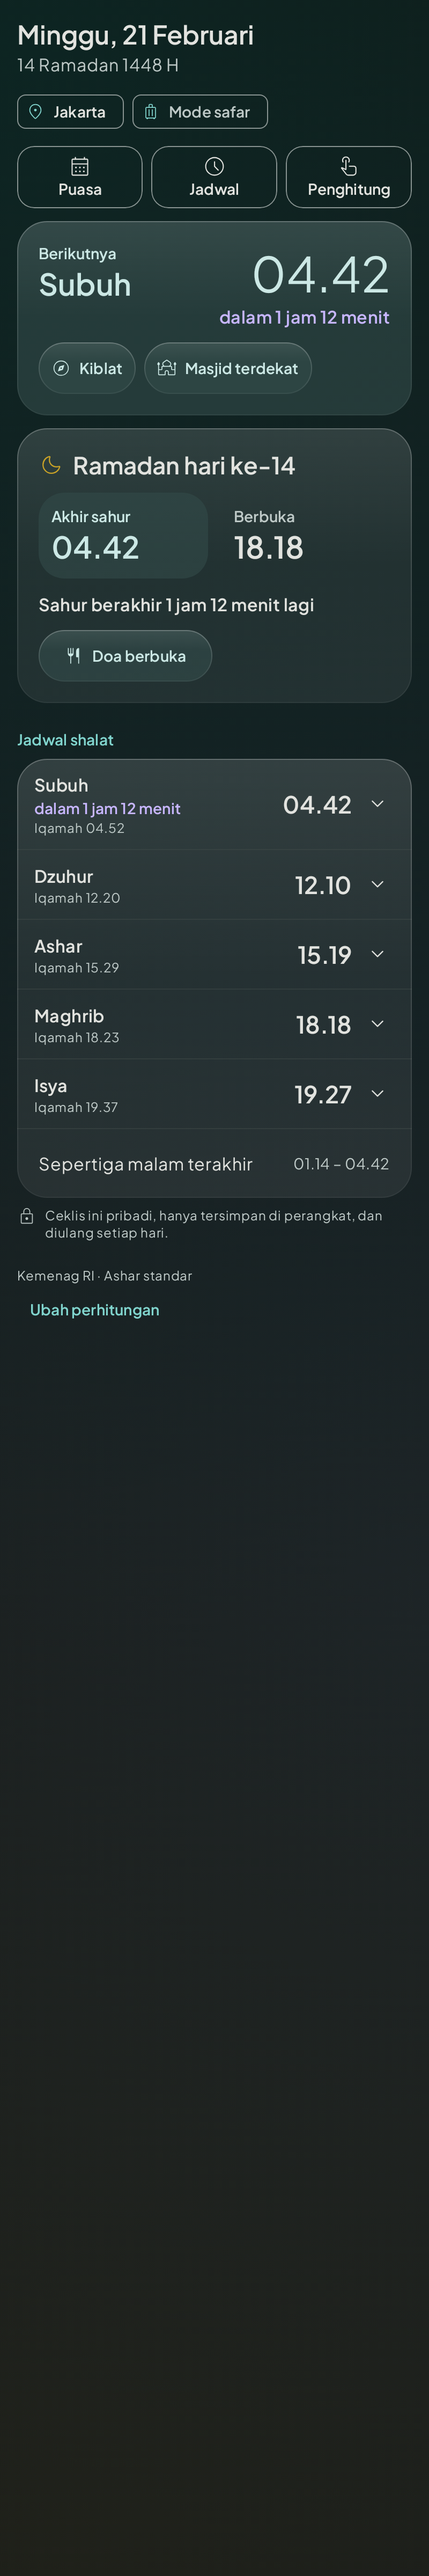 Minggu, 21 Februari
14 Ramadan 1448 H
Jakarta
Mode safar
Puasa
Jadwal
Penghitung
Berikutnya
Subuh
04.42
dalam 1 jam 12 menit
Kiblat
Masjid terdekat
Ramadan hari ke-14
Akhir sahur
04.42
Berbuka
18.18
Sahur berakhir 1 jam 12 menit lagi
Doa berbuka
Jadwal shalat
Subuh
dalam 1 jam 12 menit
Iqamah 04.52
04.42
Dzuhur
Iqamah 12.20
12.10
Ashar
Iqamah 15.29
15.19
Maghrib
Iqamah 18.23
18.18
Isya
Iqamah 19.37
19.27
Sepertiga malam terakhir
01.14 – 04.42
Ceklis ini pribadi, hanya tersimpan di perangkat, dan
diulang setiap hari.
Kemenag RI · Ashar standar
Ubah perhitungan